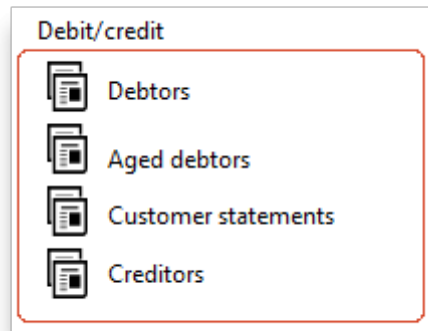 Debit/credit
Debtors
Aged debtors
Customer statements
Creditors